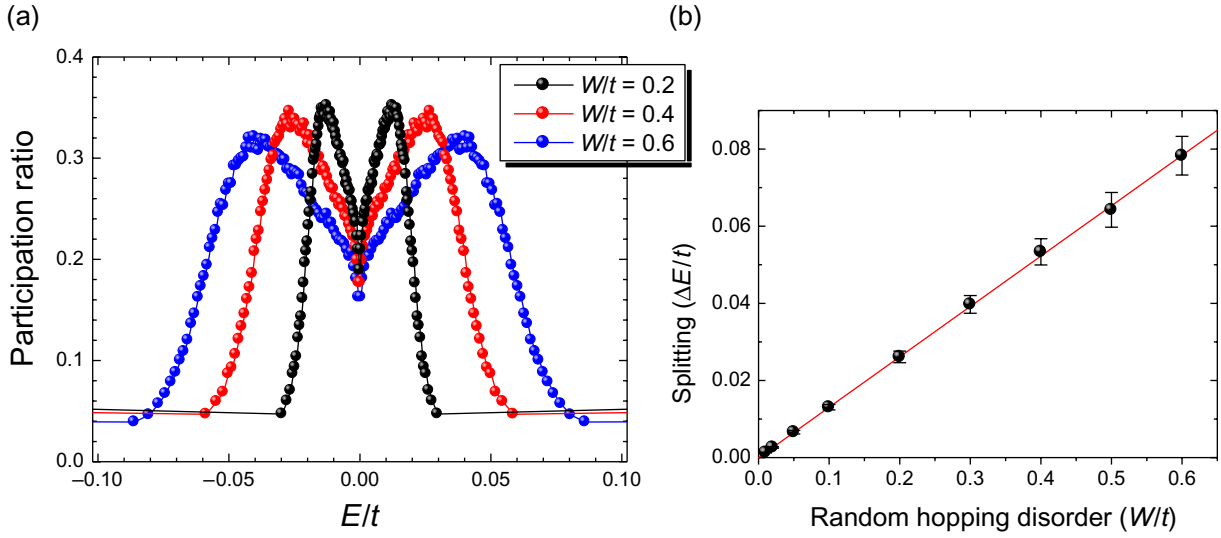 (a)
Participation ratio
0.4
0.3
0.2
0.1
0.0
–0.10
–0.05
0.00
0.05
0.10
E/t
W/t = 0.2
W/t = 0.4
W/t = 0.6
(b)
Splitting (ΔE/t)
0.08
0.06
0.04
0.02
0.00
0.0
0.1
0.2
0.3
0.4
0.5
0.6
Random hopping disorder (W/t)